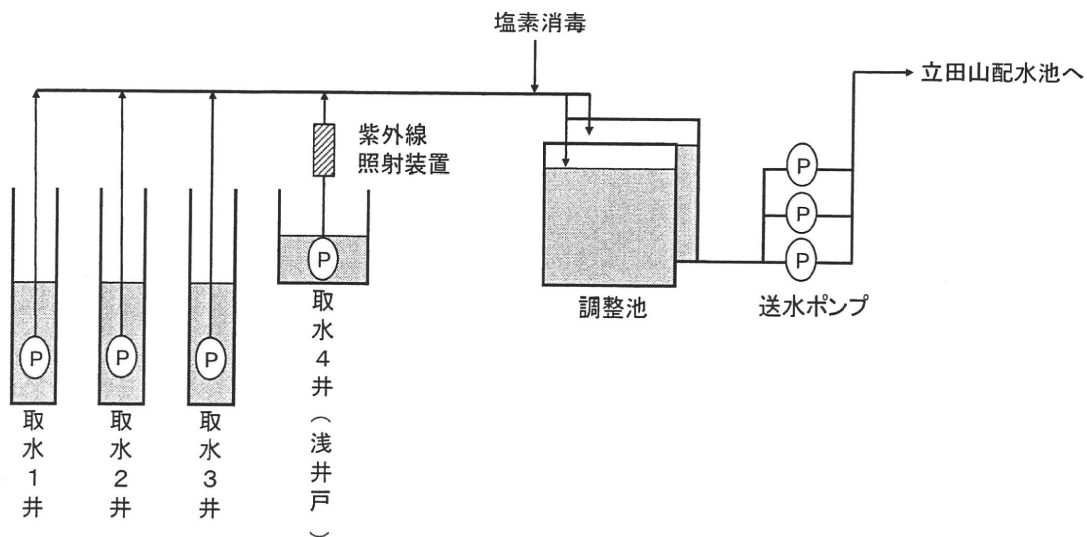 塩素消毒
立田山配水池へ
紫外線
照射装置
P
P
P
P
P
P
P
調整池
送水ポンプ
取水1井
取水2井
取水3井
取水4井(浅井戸)